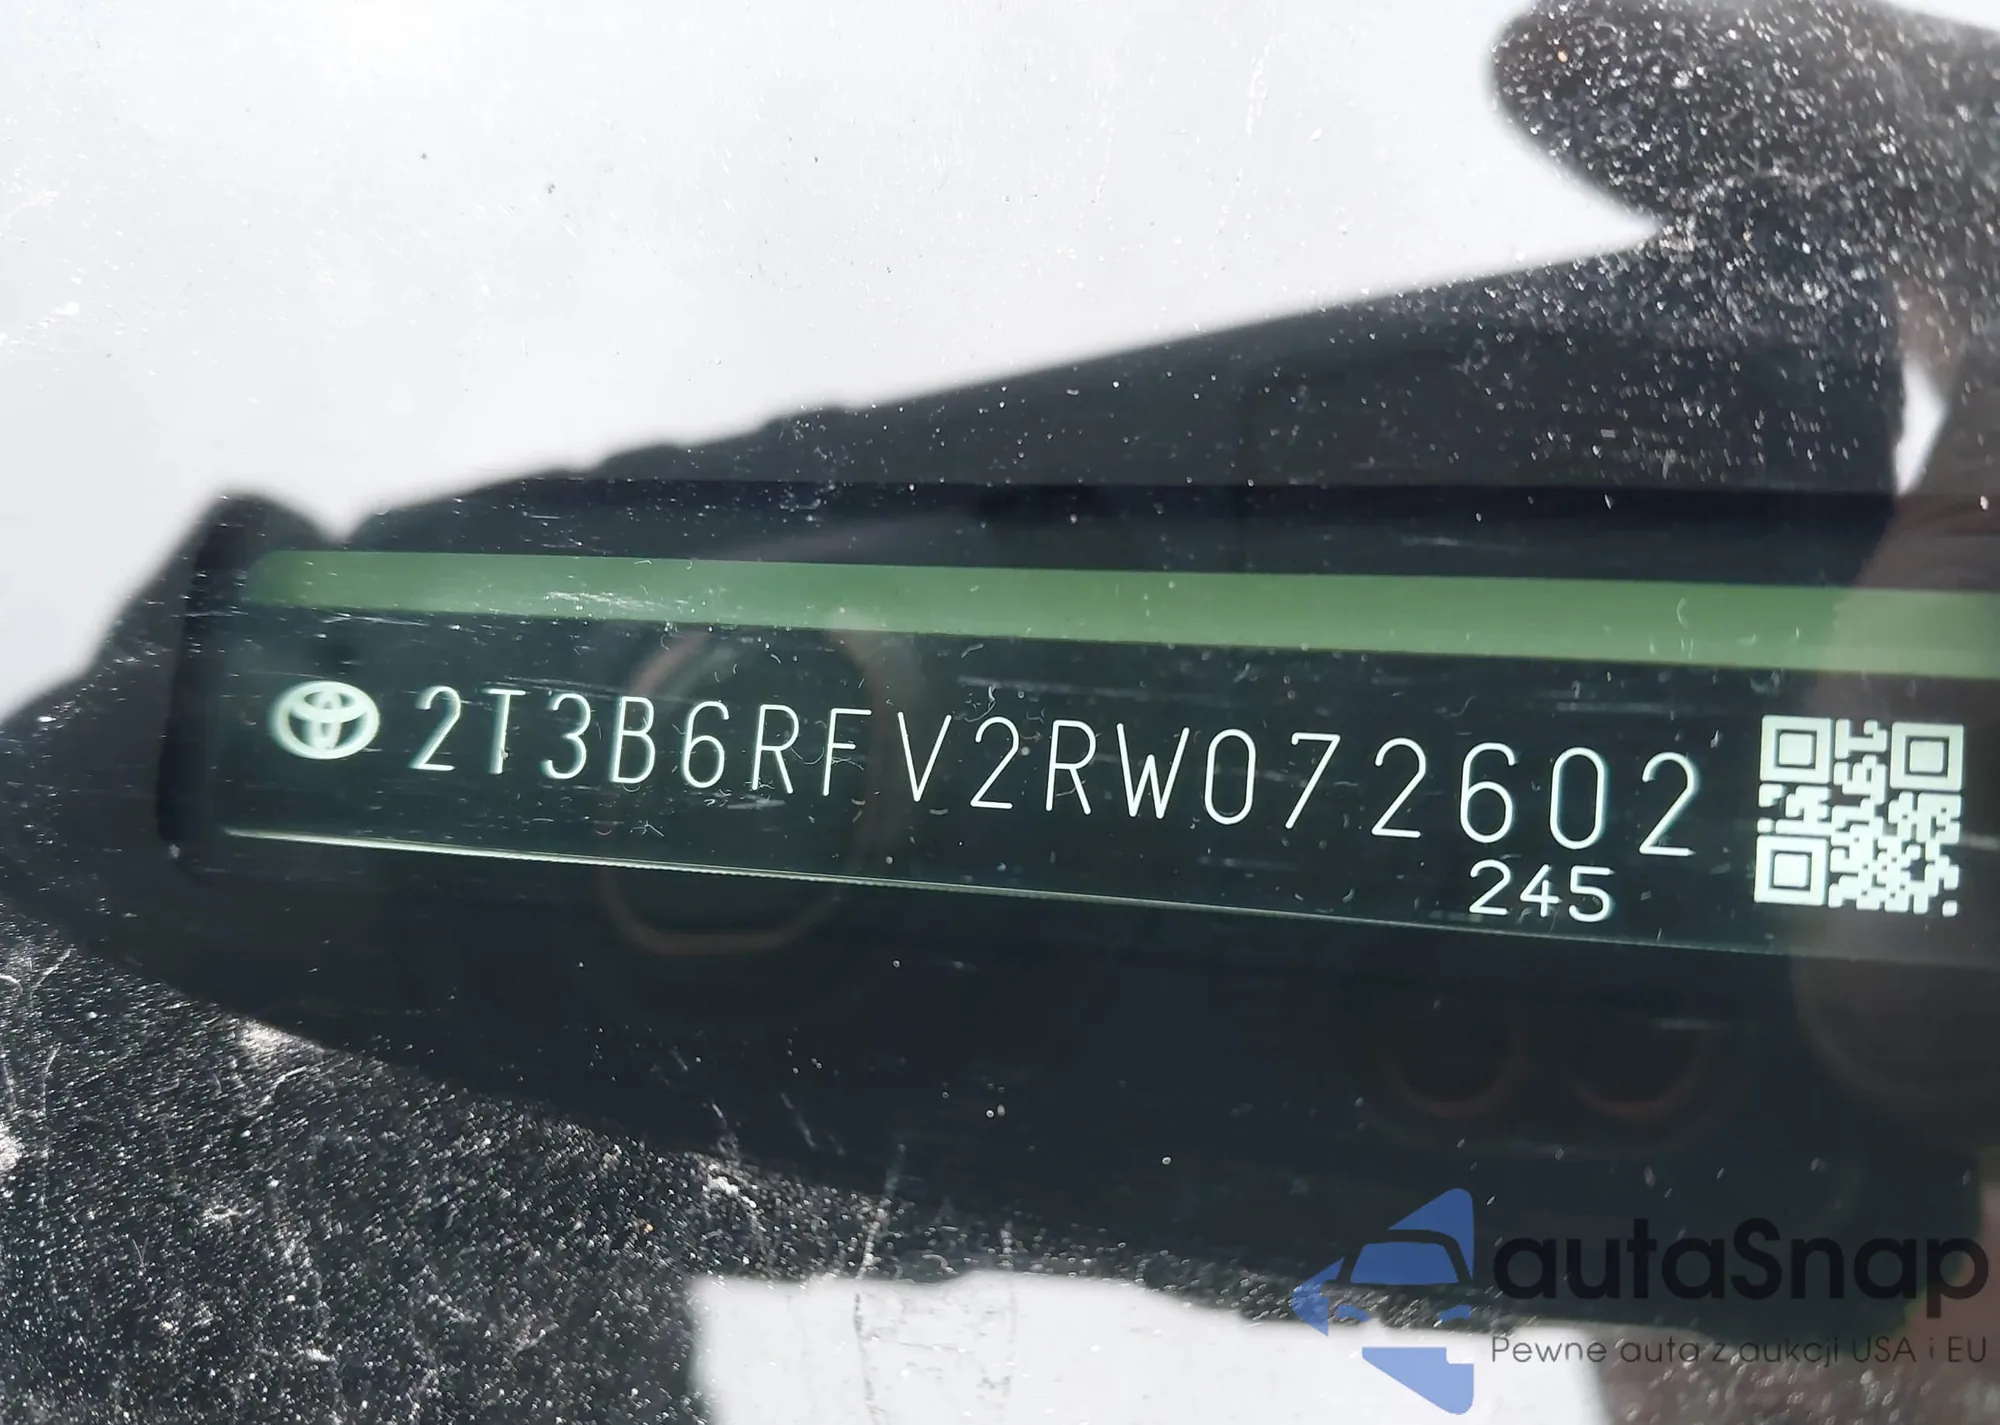 2T3B6RFV2RW072602
245
autaSnap
Pewne auta z aukcji USA i EU